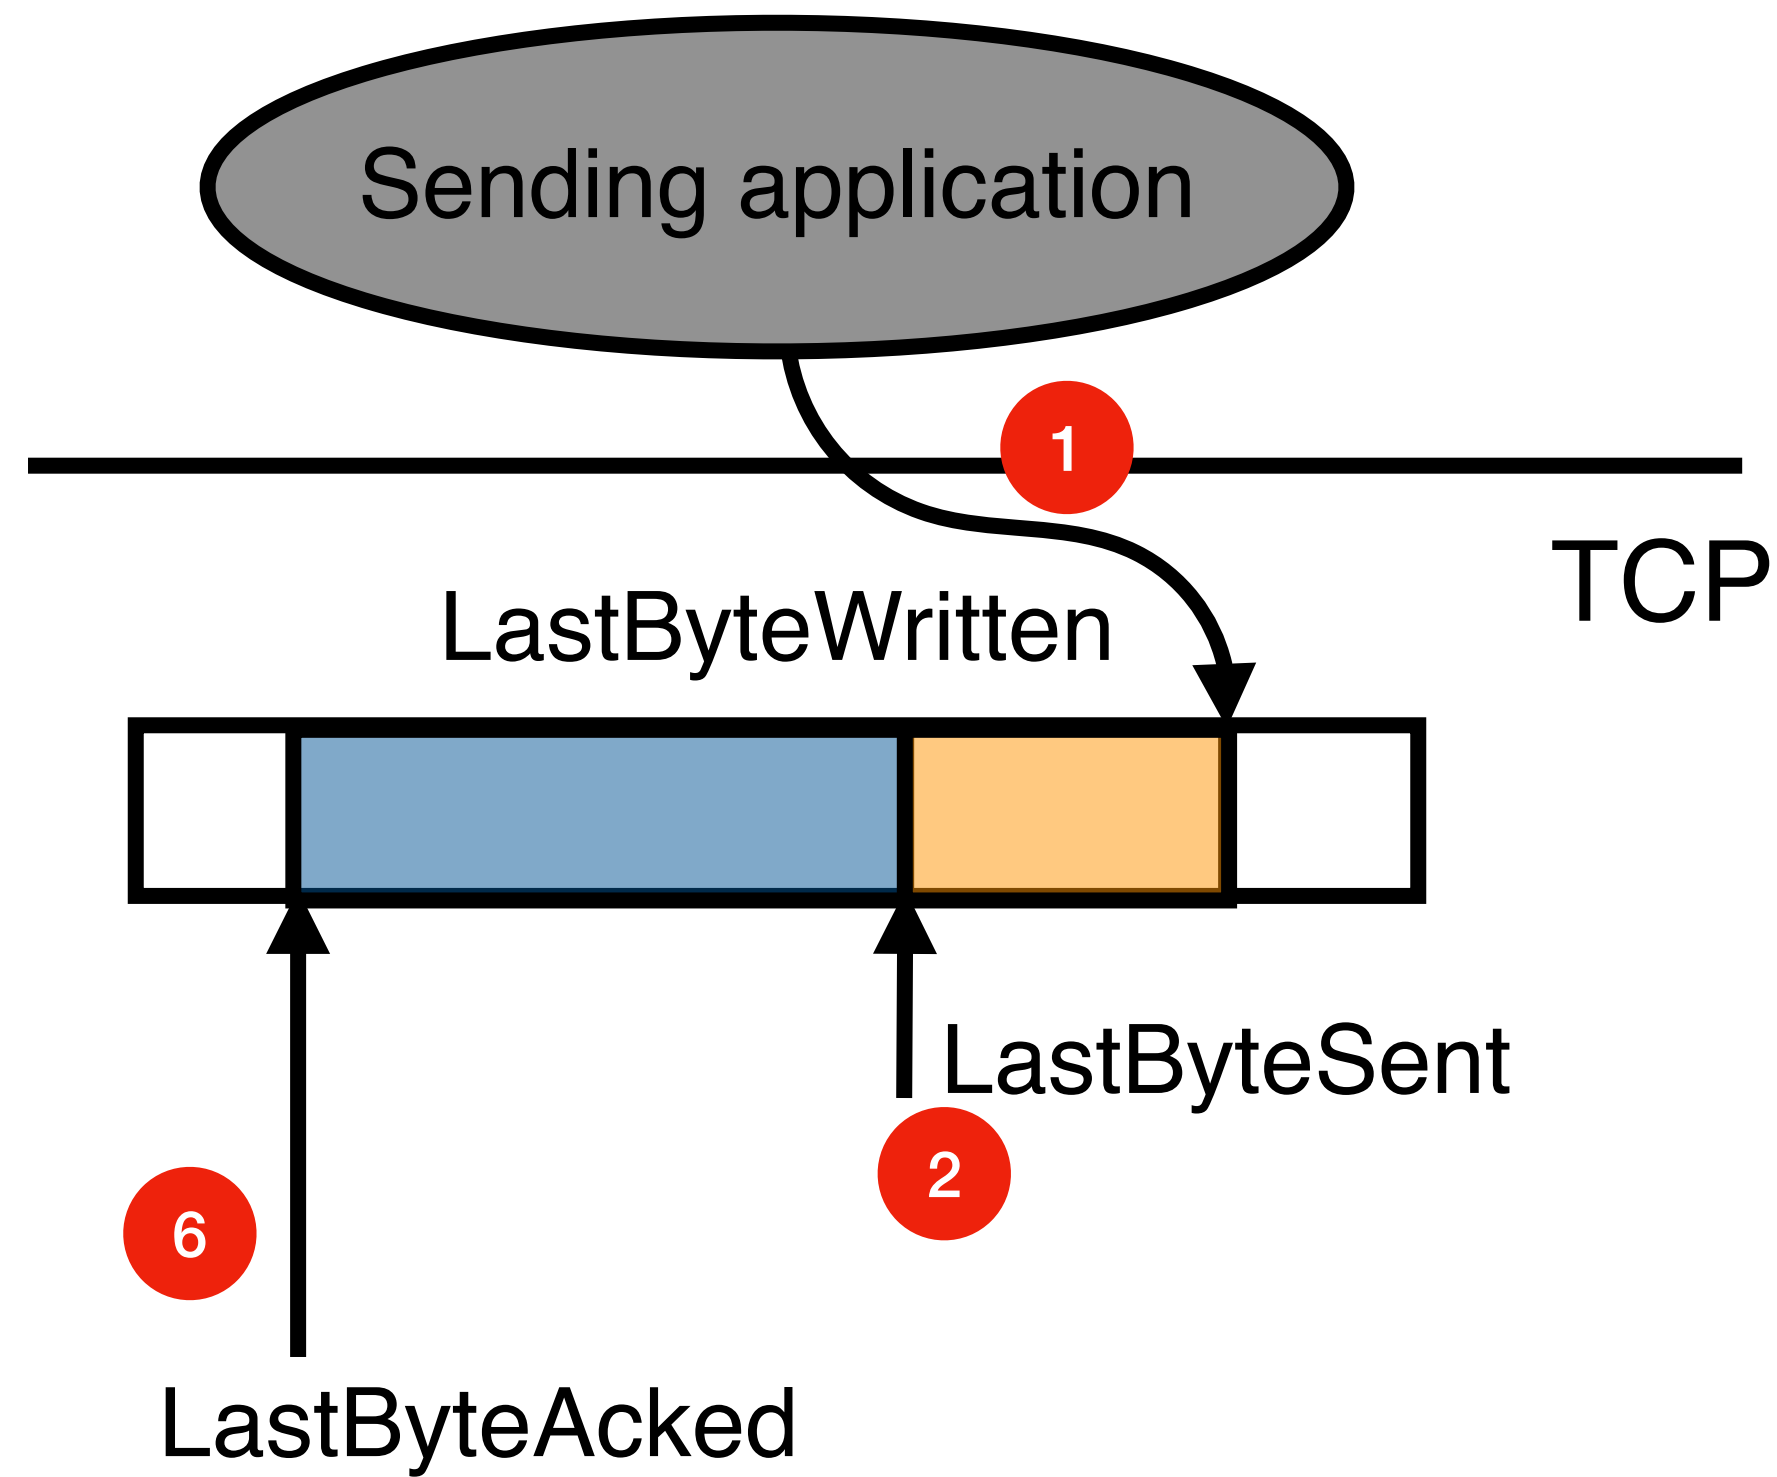 Sending application
1
TCP
LastByteWritten
LastByteSent
2
6
LastByteAcked